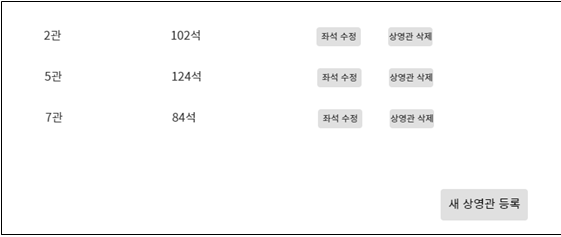 2관 102석 좌석 수정 상영관 삭제
5관 124석 좌석 수정 상영관 삭제
7관 84석 좌석 수정 상영관 삭제
새 상영관 등록